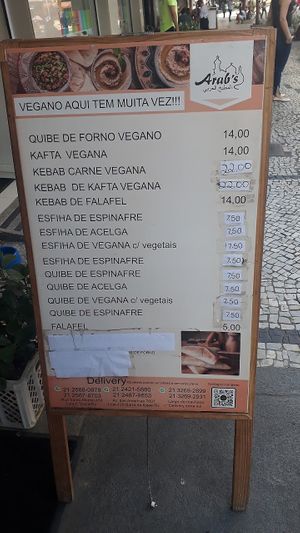 Arab's
VEGANO AQUI TEM MUITA VEZ!!!
QUIBE DE FORNO VEGANO 14,00
KAFTA VEGANA 14,00
KEBAB CARNE VEGANA 22,00
KEBAB DE KAFTA VEGANA 22,00
KEBAB DE FALAFEL 14,00
ESFIHA DE ESPINAFRE 7,50
ESFIHA DE ACELGA 7,50
ESFIHA DE VEGANA c/ vegetais 7,50
ESFIHA DE ESPINAFRE 7,50
QUIBE DE ESPINAFRE 7,50
QUIBE DE ACELGA 7,50
QUIBE DE VEGANA c/ vegetais 7,50
QUIBE DE ESPINAFRE 7,50
FALAFEL 6,00
Delivery